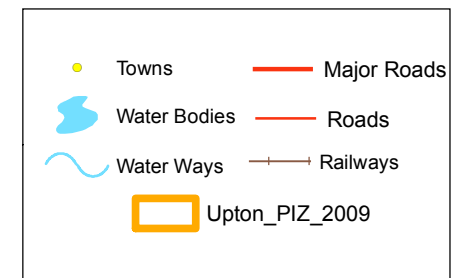 Towns Major Roads
Water Bodies Roads
Water Ways Railways
Upton_PIZ_2009